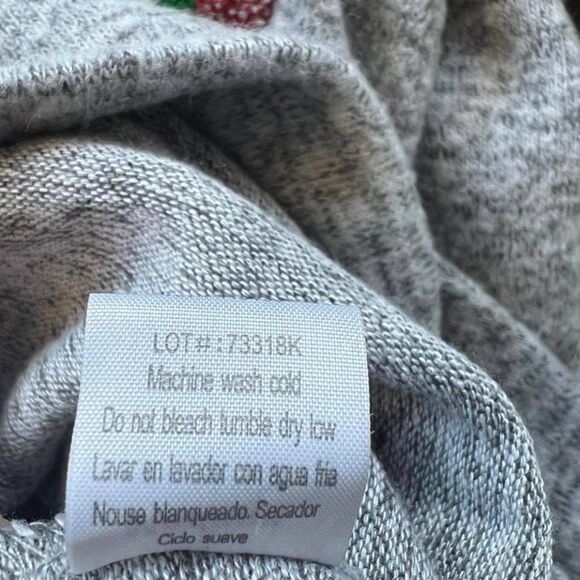 LOT#:73318K
Machine wash cold
Do not bleach tumble dry low
Lavar en lavador con agua fria
Nouse blanqueado. Secador
Ciclo suave